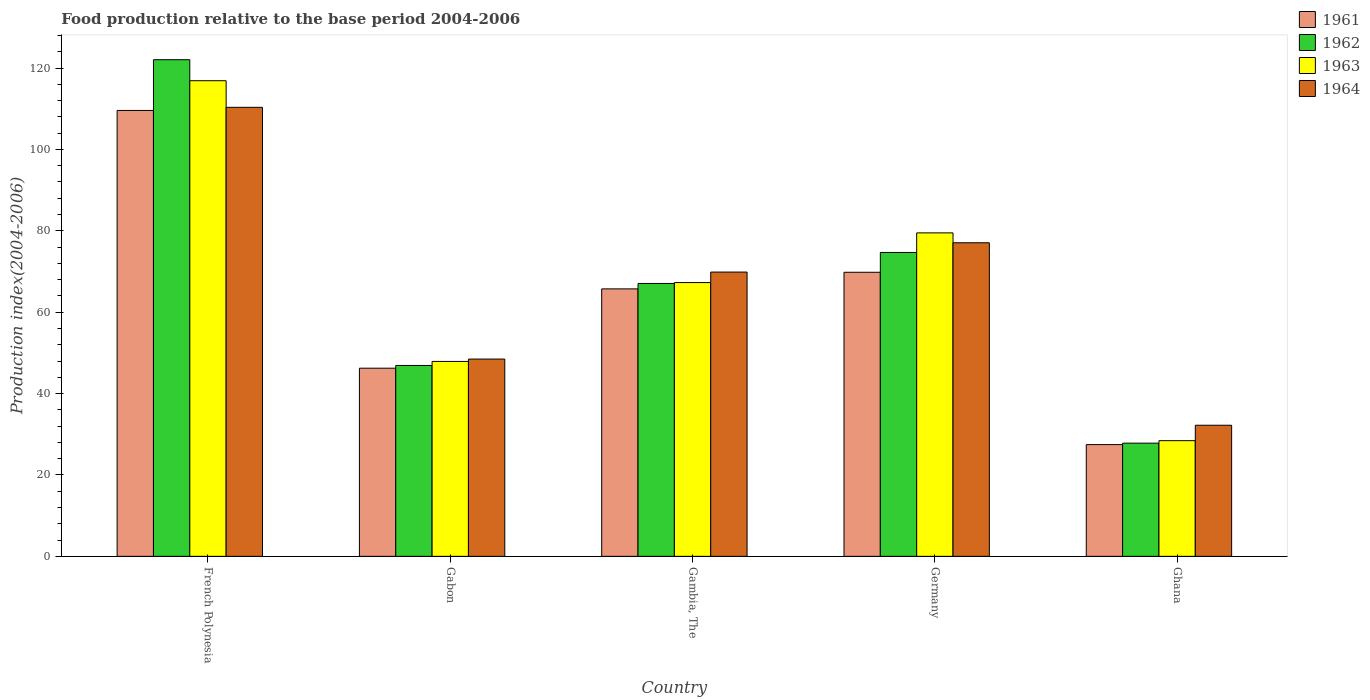 Food production relative to the base period 2004-2006
1961
1962
1963
1964
Production index(2004-2006)
120
100
80
60
40
20
0
French Polynesia
Gabon
Gambia, The
Germany
Ghana
Country